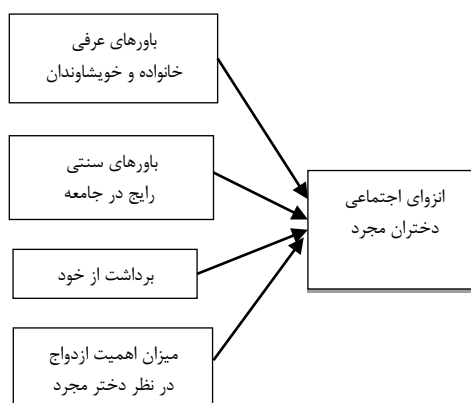 باورهای عرفی
خانواده و خویشاوندان
باورهای سنتی
رایج در جامعه
انزوای اجتماعی
دختران مجرد
برداشت از خود
میزان اهمیت ازدواج
در نظر دختر مجرد